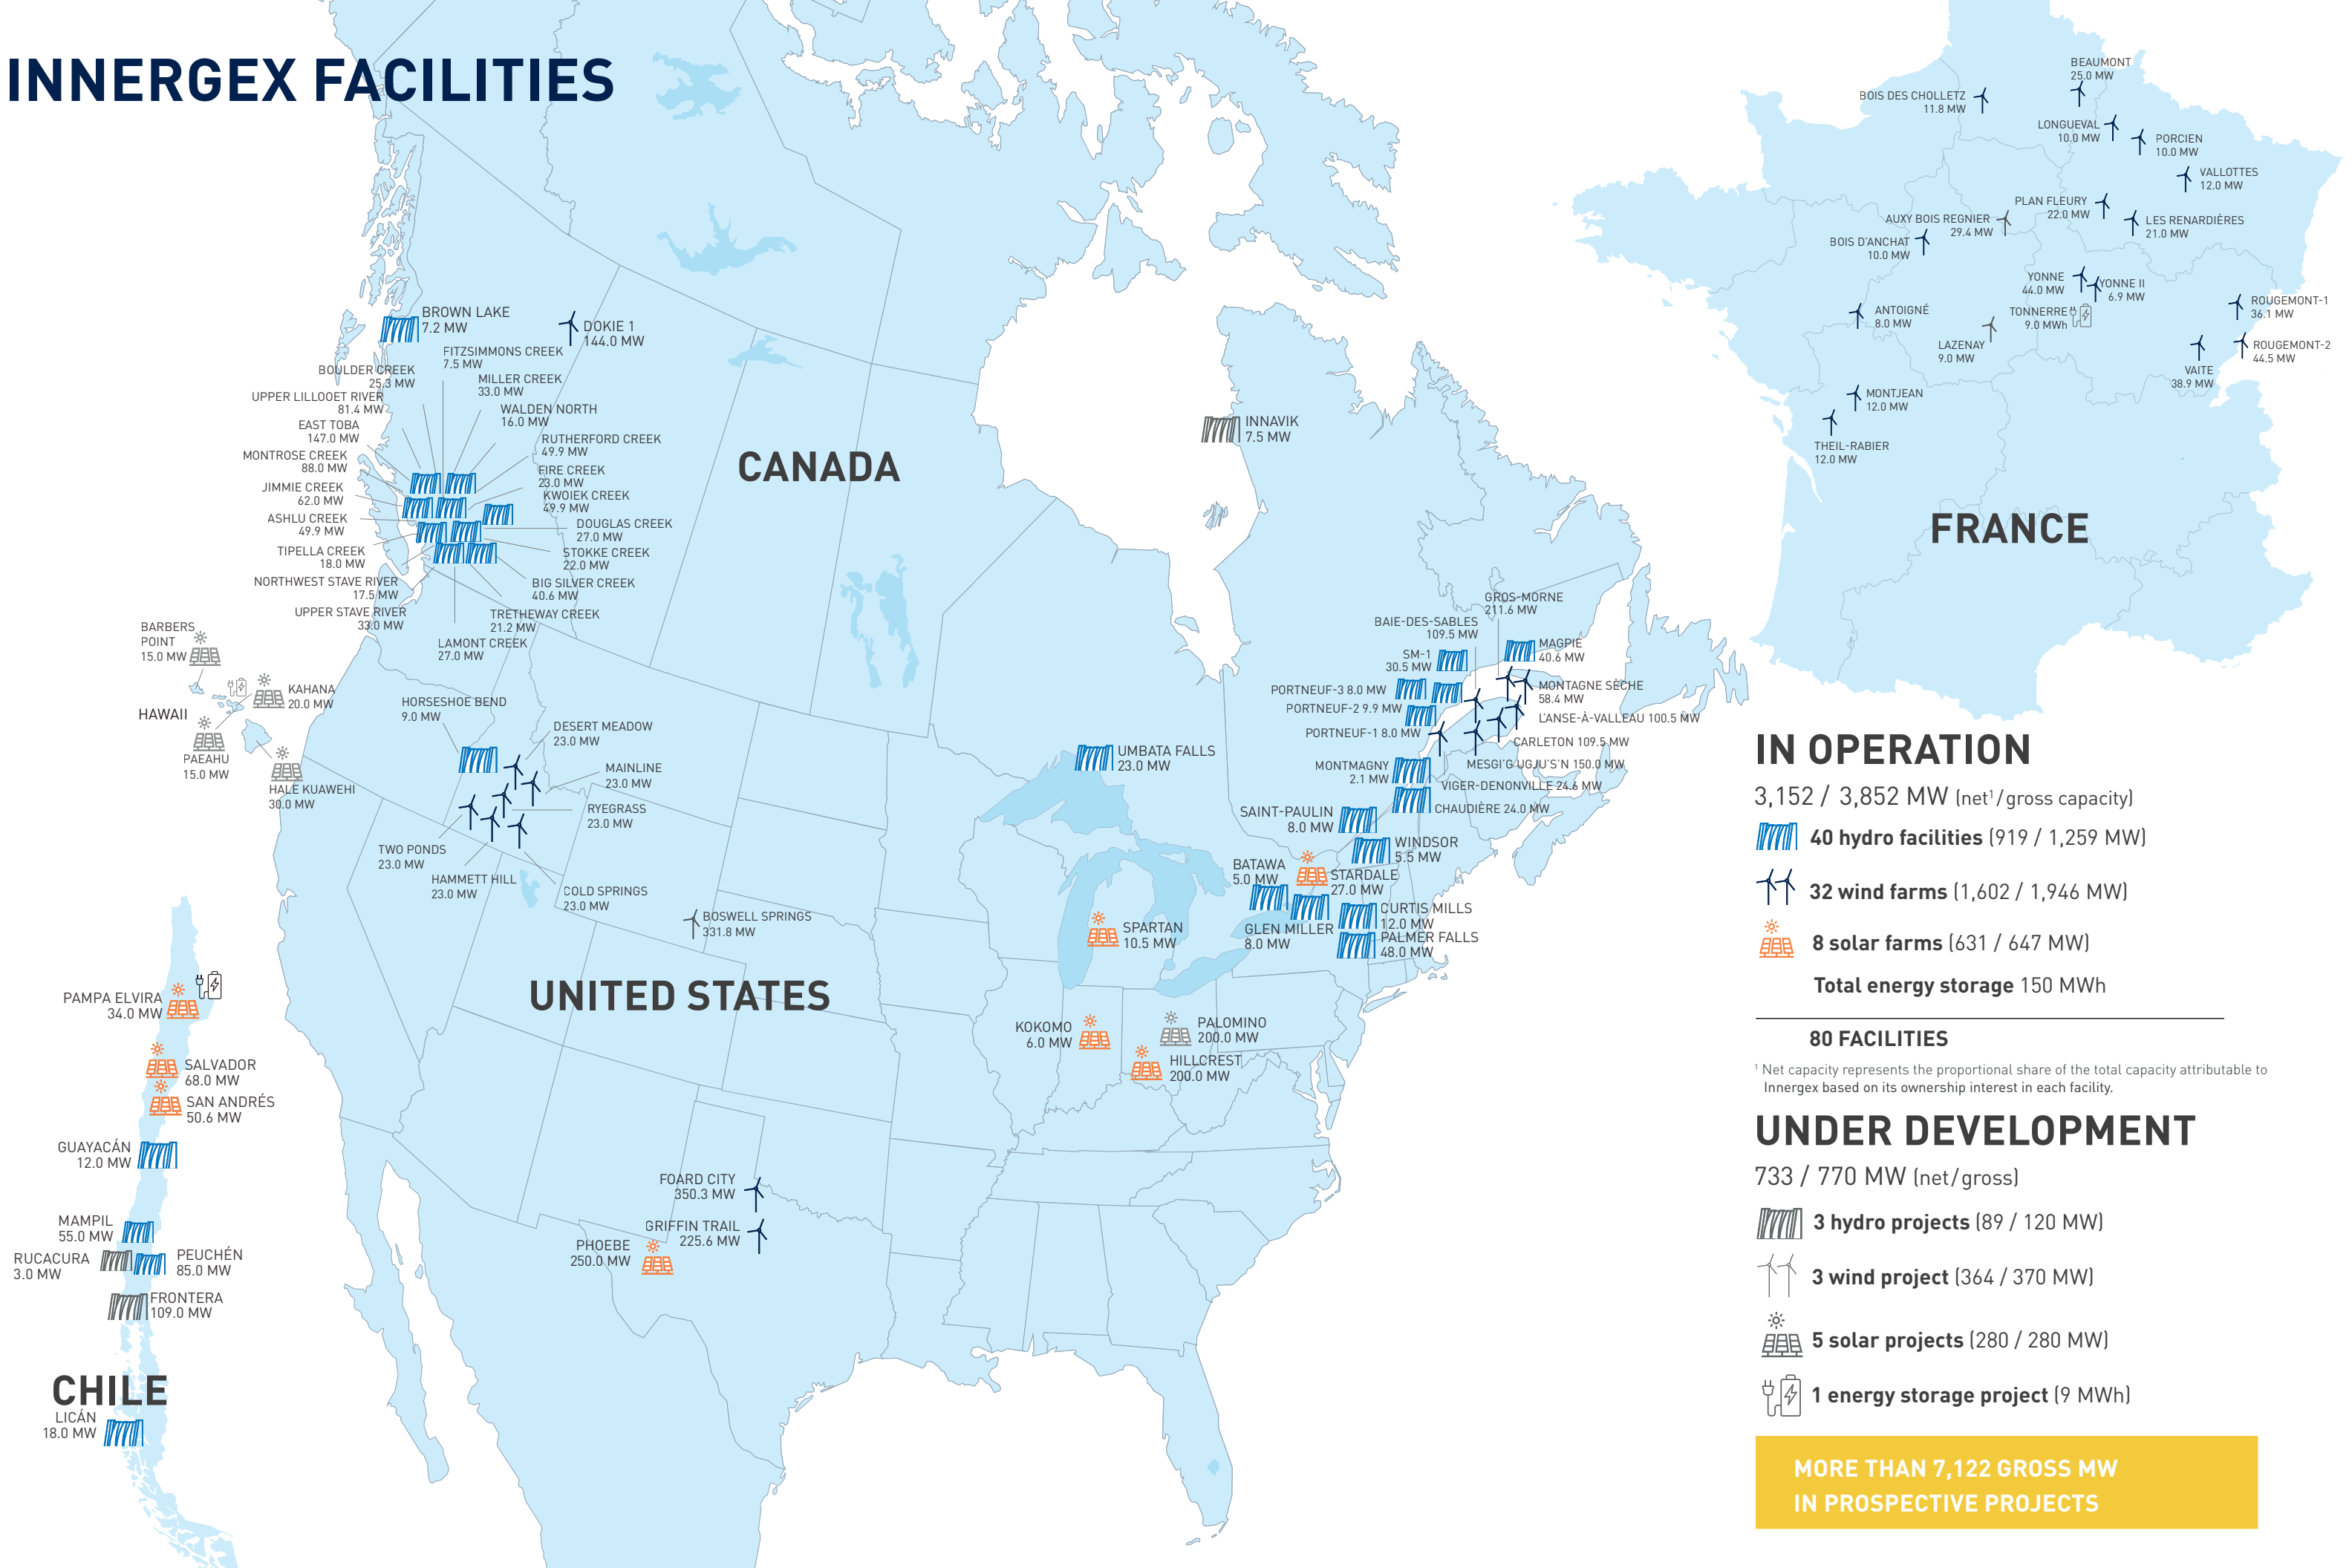 INNERGEX FACILITIES
BROWN LAKE
7.2 MW
DOKIE 1
144.0 MW
FITZSIMMONS CREEK
7.5 MW
BOULDER CREEK
25.3 MW
MILLER CREEK
33.0 MW
UPPER LILLOOET RIVER
81.4 MW
WALDEN NORTH
16.0 MW
EAST TOBA
147.0 MW
RUTHERFORD CREEK
49.9 MW
MONTROSE CREEK
88.0 MW
FIRE CREEK
23.0 MW
JIMMIE CREEK
62.0 MW
KWOIEK CREEK
49.9 MW
ASHLU CREEK
49.9 MW
DOUGLAS CREEK
27.0 MW
TIPELLA CREEK
18.0 MW
STOKKE CREEK
22.0 MW
NORTHWEST STAVE RIVER
17.5 MW
BIG SILVER CREEK
40.6 MW
UPPER STAVE RIVER
33.0 MW
TRETHEWAY CREEK
21.2 MW
LAMONT CREEK
27.0 MW
BARBERS
POINT
15.0 MW
KAHANA
20.0 MW
HAWAII
PAEAHU
15.0 MW
HALE KUAWEHI
30.0 MW
HORSESHOE BEND
9.0 MW
DESERT MEADOW
23.0 MW
MAINLINE
23.0 MW
RYEGRASS
23.0 MW
TWO PONDS
23.0 MW
HAMMETT HILL
23.0 MW
COLD SPRINGS
23.0 MW
BOSWELL SPRINGS
331.8 MW
CANADA
UNITED STATES
INNAVIK
7.5 MW
GROS-MORNE
211.6 MW
BAIE-DES-SABLES
109.5 MW
MAGPIE
40.6 MW
SM-1
30.5 MW
PORTNEUF-3 8.0 MW
MONTAGNE SÈCHE
58.4 MW
PORTNEUF-2 9.9 MW
L'ANSE-À-VALLEAU 100.5 MW
PORTNEUF-1 8.0 MW
CARLETON 109.5 MW
MONTMAGNY
2.1 MW
MESGI'G UGJU'S'N 150.0 MW
VIGER-DENONVILLE 24.6 MW
UMBATA FALLS
23.0 MW
SAINT-PAULIN
8.0 MW
CHAUDIÈRE 24.0 MW
WINDSOR
5.5 MW
BATAWA
5.0 MW
STARDALE
27.0 MW
GLEN MILLER
8.0 MW
CURTIS MILLS
12.0 MW
PALMER FALLS
48.0 MW
SPARTAN
10.5 MW
KOKOMO
6.0 MW
PALOMINO
200.0 MW
HILLCREST
200.0 MW
FOARD CITY
350.3 MW
GRIFFIN TRAIL
225.6 MW
PHOEBE
250.0 MW
PAMPA ELVIRA
34.0 MW
SALVADOR
68.0 MW
SAN ANDRÉS
50.6 MW
GUAYACÁN
12.0 MW
MAMPIL
55.0 MW
RUCACURA
3.0 MW
PEUCHÉN
85.0 MW
FRONTERA
109.0 MW
CHILE
LICÁN
18.0 MW
BEAUMONT
25.0 MW
BOIS DES CHOLLETZ
11.8 MW
LONGUEVAL
10.0 MW
PORCIEN
10.0 MW
VALLOTTES
12.0 MW
PLAN FLEURY
22.0 MW
AUXY BOIS REGNIER
29.4 MW
LES RENARDIÈRES
21.0 MW
BOIS D'ANCHAT
10.0 MW
YONNE
44.0 MW
YONNE II
6.9 MW
ROUGEMONT-1
36.1 MW
ANTOIGNÉ
8.0 MW
TONNERRE
9.0 MWh
LAZENAY
9.0 MW
ROUGEMONT-2
44.5 MW
VAITE
38.9 MW
MONTJEAN
12.0 MW
THEIL-RABIER
12.0 MW
FRANCE
IN OPERATION
3,152 / 3,852 MW (net¹/gross capacity)
40 hydro facilities (919 / 1,259 MW)
32 wind farms (1,602 / 1,946 MW)
8 solar farms (631 / 647 MW)
Total energy storage 150 MWh
80 FACILITIES
¹ Net capacity represents the proportional share of the total capacity attributable to
Innergex based on its ownership interest in each facility.
UNDER DEVELOPMENT
733 / 770 MW (net/gross)
3 hydro projects (89 / 120 MW)
3 wind project (364 / 370 MW)
5 solar projects (280 / 280 MW)
1 energy storage project (9 MWh)
MORE THAN 7,122 GROSS MW
IN PROSPECTIVE PROJECTS